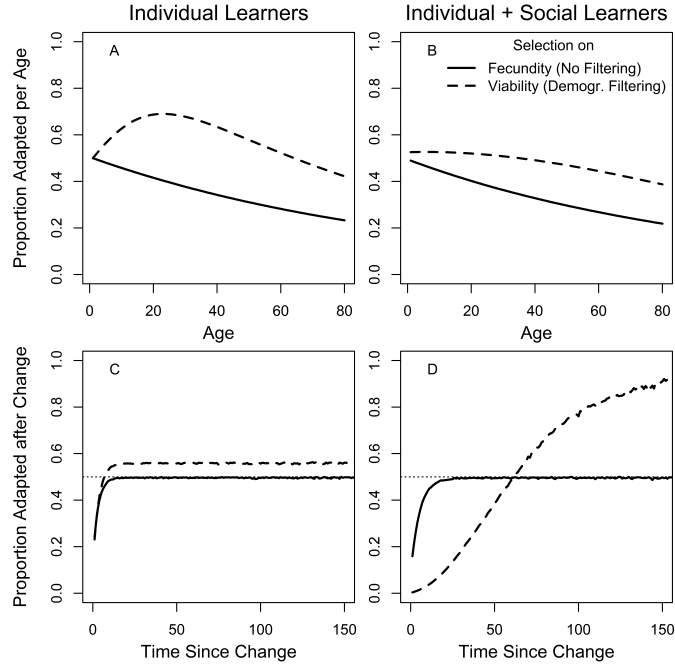 Individual Learners
Individual + Social Learners
Proportion Adapted per Age
A
0.0 0.2 0.4 0.6 0.8 1.0
0 20 40 60 80
Age
B
Selection on
Fecundity (No Filtering)
Viability (Demogr. Filtering)
0.0 0.2 0.4 0.6 0.8 1.0
0 20 40 60 80
Age
Proportion Adapted after Change
C
0.0 0.2 0.4 0.6 0.8 1.0
0 50 100 150
Time Since Change
D
0.0 0.2 0.4 0.6 0.8 1.0
0 50 100 150
Time Since Change